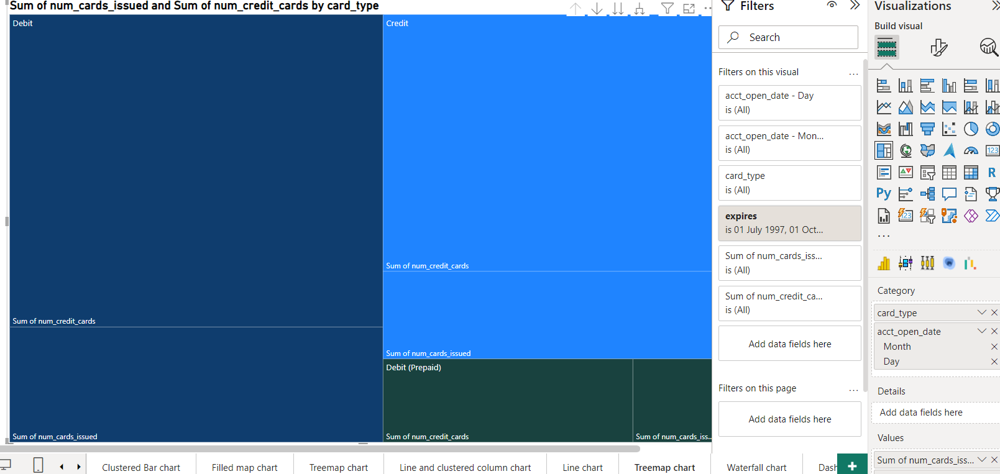 Sum of num_cards_issued and Sum of num_credit_cards by card_type
Debit
Sum of num_credit_cards
Sum of num_cards_issued
Credit
Sum of num_credit_cards
Sum of num_cards_issued
Debit (Prepaid)
Sum of num_credit_cards
Sum of num_cards_iss...
Filters
Search
Filters on this visual
...
acct_open_date - Day
is (All)
acct_open_date - Mon...
is (All)
card_type
is (All)
expires
is 01 July 1997, 01 Oct...
Sum of num_cards_iss...
is (All)
Sum of num_credit_ca...
is (All)
Add data fields here
Filters on this page
...
Add data fields here
Visualizations
Build visual
123
R
Py
123
...
Category
card_type
acct_open_date
Month
Day
Details
Add data fields here
Values
Sum of num_cards_iss...
Clustered Bar chart
Filled map chart
Treemap chart
Line and clustered column chart
Line chart
Treemap chart
Waterfall chart
Dash